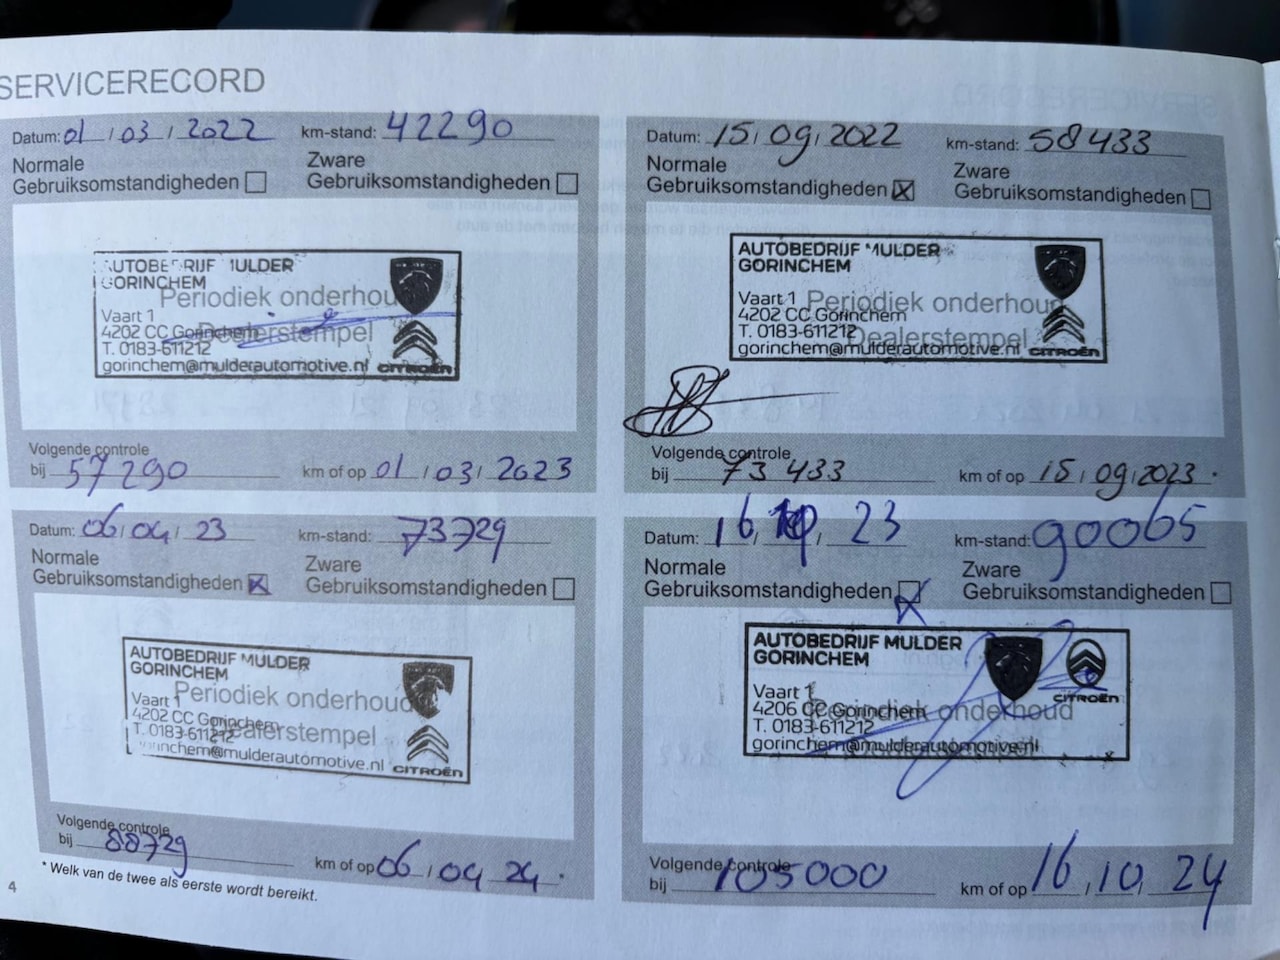 SERVICERECORD
Datum: 01 / 03 / 2022 km-stand: 42290
Normale Gebruiksomstandigheden Zware Gebruiksomstandigheden
AUTOBEDRIJF MULDER
GORINCHEM
Periodiek onderhoud
Vaart 1
4202 CC Gorinchem
Dealerstempel
T. 0183-611212
gorinchem@mulderautomotive.nl CITROËN
Volgende controle
bij 57290 km of op 01 / 03 / 2023
Datum: 15 / 09 / 2022 km-stand: 58433
Normale Gebruiksomstandigheden Zware Gebruiksomstandigheden
AUTOBEDRIJF MULDER
GORINCHEM
Vaart 1 Periodiek onderhoud
4202 CC Gorinchem
T. 0183-611212 Dealerstempel
gorinchem@mulderautomotive.nl CITROËN
Volgende controle
bij 73433 km of op 15 / 09 / 2023
Datum: 06 / 04 / 23 km-stand: 73729
Normale Gebruiksomstandigheden Zware Gebruiksomstandigheden
AUTOBEDRIJF MULDER
GORINCHEM
Vaart 1 Periodiek onderhoud
4202 CC Gorinchem
T. 0183-611212 Dealerstempel
gorinchem@mulderautomotive.nl CITROËN
Volgende controle
bij 88729 km of op 06 / 04 / 24
* Welk van de twee als eerste wordt bereikt.
4
Datum: 16 / 10 / 23 km-stand: 90065
Normale Gebruiksomstandigheden Zware Gebruiksomstandigheden
AUTOBEDRIJF MULDER
GORINCHEM
Vaart 1
4206 CC Gorinchem onderhoud
T. 0183-611212
gorinchem@mulderautomotive.nl
CITROËN
Volgende controle
bij 105000 km of op 16 / 10 / 24